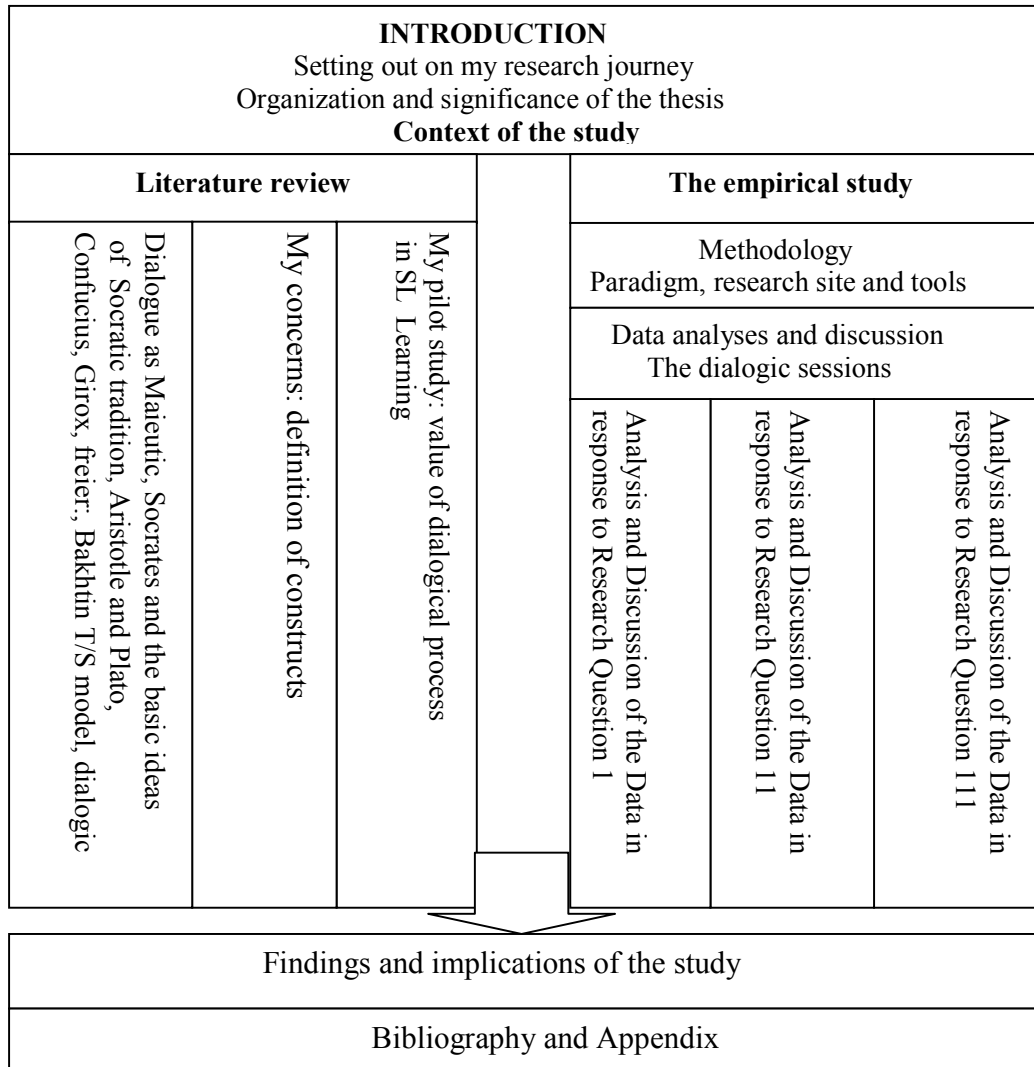 INTRODUCTION
Setting out on my research journey
Organization and significance of the thesis
Context of the study
Literature review
Dialogue as Maieutic, Socrates and the basic ideas
of Socratic tradition, Aristotle and Plato,
Confucius, Girox, freier:, Bakhtin T/S model, dialogic
My concerns: definition of constructs
My pilot study: value of dialogical process
in SL Learning
The empirical study
Methodology
Paradigm, research site and tools
Data analyses and discussion
The dialogic sessions
Analysis and Discussion of the Data in
response to Research Question 1
Analysis and Discussion of the Data in
response to Research Question 11
Analysis and Discussion of the Data in
response to Research Question 111
Findings and implications of the study
Bibliography and Appendix